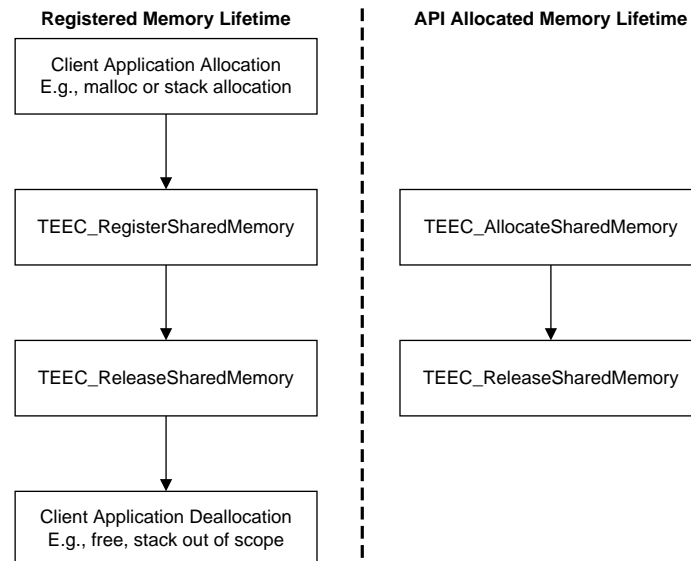 Registered Memory Lifetime
Client Application Allocation
E.g., malloc or stack allocation
TEEC_RegisterSharedMemory
TEEC_ReleaseSharedMemory
Client Application Deallocation
E.g., free, stack out of scope
API Allocated Memory Lifetime
TEEC_AllocateSharedMemory
TEEC_ReleaseSharedMemory